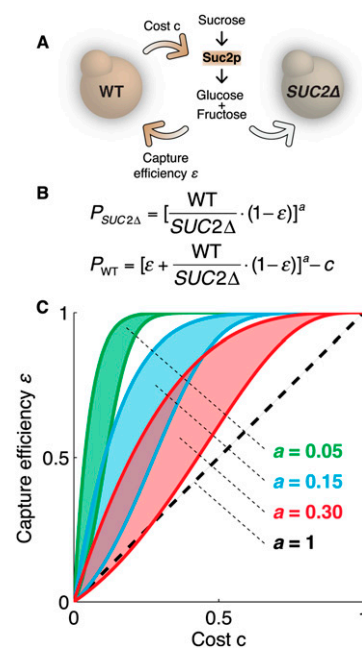 A
Cost c
Sucrose
Suc2p
WT
SUC2Δ
Glucose
+
Fructose
Capture
efficiency ε
B
P_SUC2Δ = [WT/SUC2Δ · (1−ε)]^a
P_WT = [ε + WT/SUC2Δ · (1−ε)]^a − c
C
1
Capture efficiency ε
0.5
a = 0.05
a = 0.15
a = 0.30
a = 1
0
0
0.5
1
Cost c